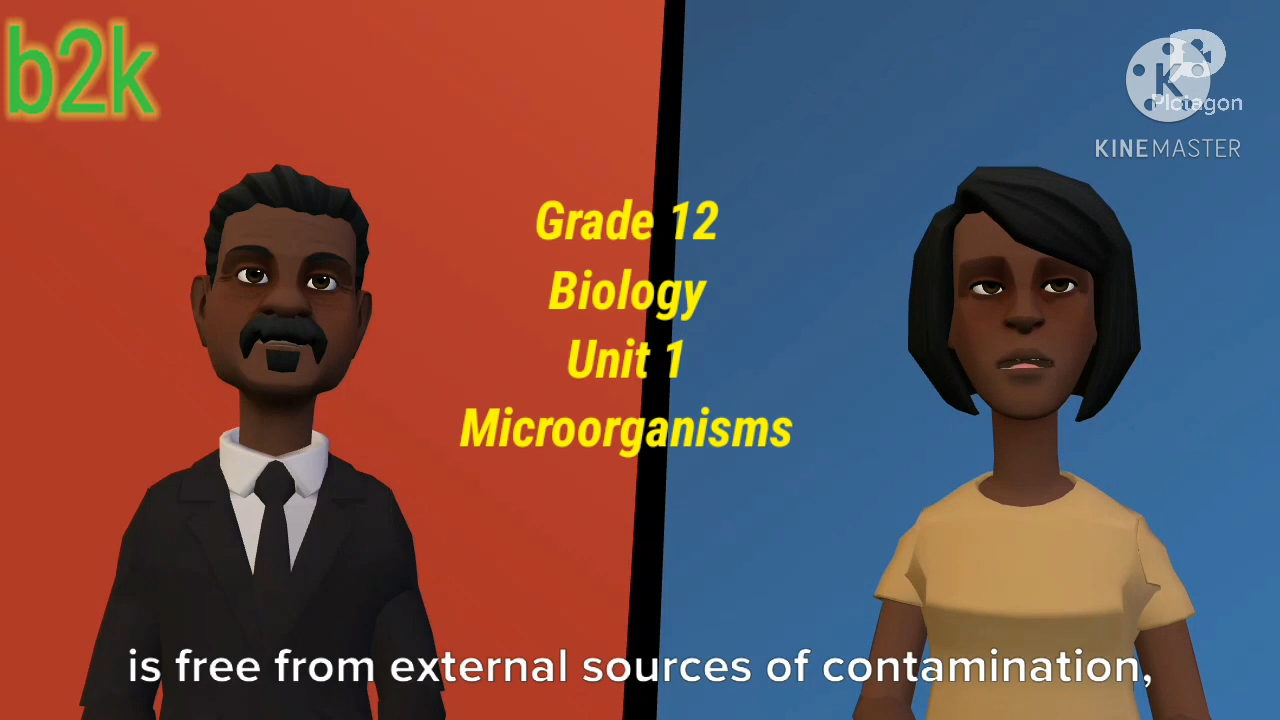 b2k
Plotagon
KINEMASTER
Grade 12
Biology
Unit 1
Microorganisms
is free from external sources of contamination,